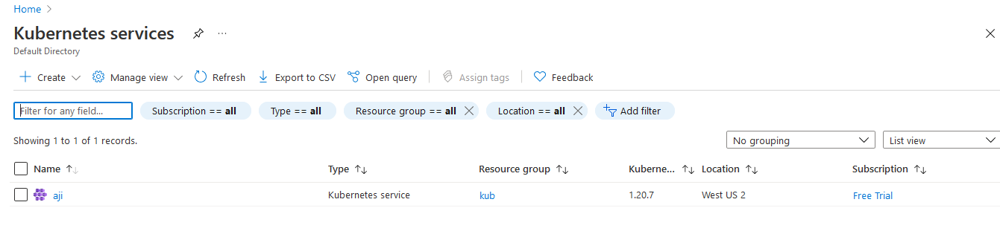 Home
Kubernetes services
Default Directory
Create Manage view Refresh Export to CSV Open query Assign tags Feedback
Filter for any field... Subscription == all Type == all Resource group == all Location == all Add filter
Showing 1 to 1 of 1 records. No grouping List view
Name Type Resource group Kuberne... Location Subscription
aji Kubernetes service kub 1.20.7 West US 2 Free Trial